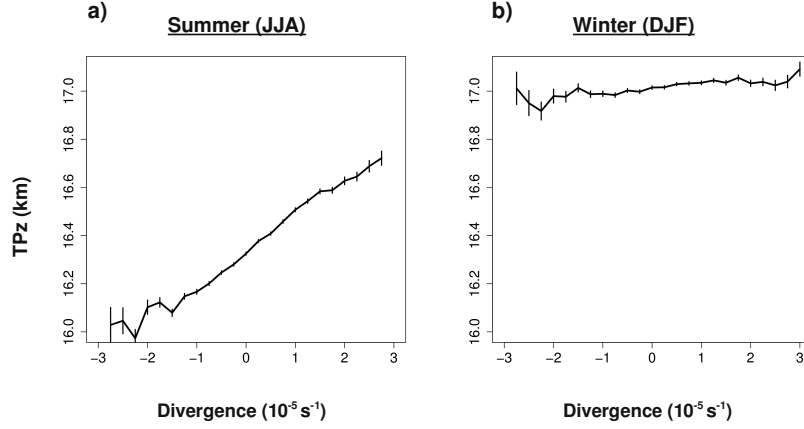 a)
Summer (JJA)
b)
Winter (DJF)
TPz (km)
17.0
16.8
16.6
16.4
16.2
16.0
−3 −2 −1 0 1 2 3
Divergence (10⁻⁵ s⁻¹)
17.0
16.8
16.6
16.4
16.2
16.0
−3 −2 −1 0 1 2 3
Divergence (10⁻⁵ s⁻¹)